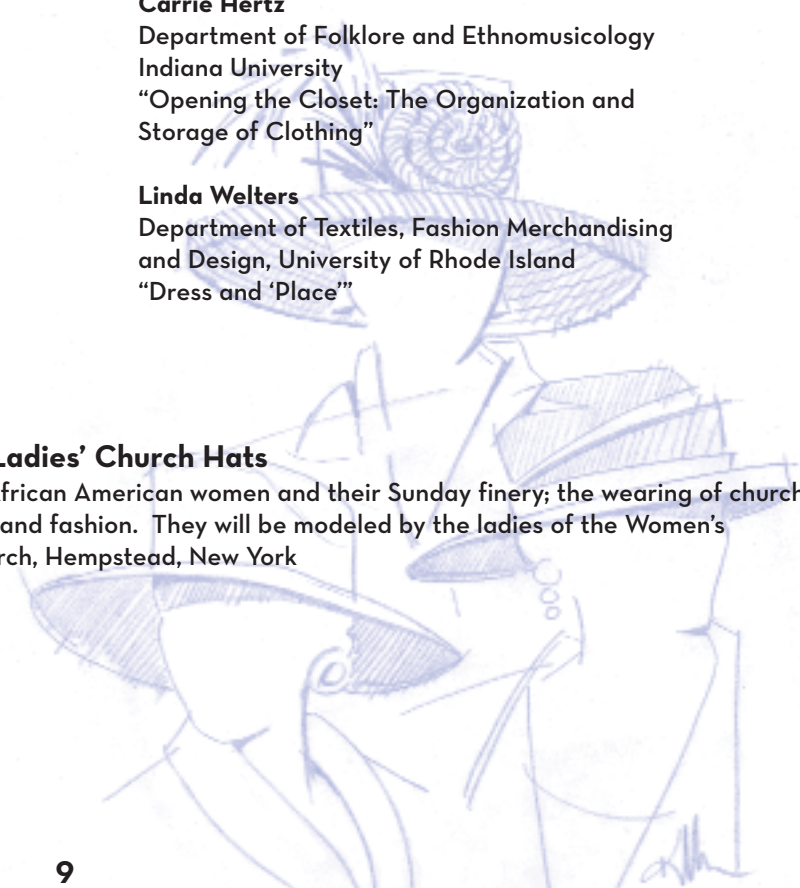 Carrie Hertz
Department of Folklore and Ethnomusicology
Indiana University
“Opening the Closet: The Organization and
Storage of Clothing”
Linda Welters
Department of Textiles, Fashion Merchandising
and Design, University of Rhode Island
“Dress and ‘Place’”
Ladies’ Church Hats
African American women and their Sunday finery; the wearing of church
and fashion. They will be modeled by the ladies of the Women’s
rch, Hempstead, New York
9